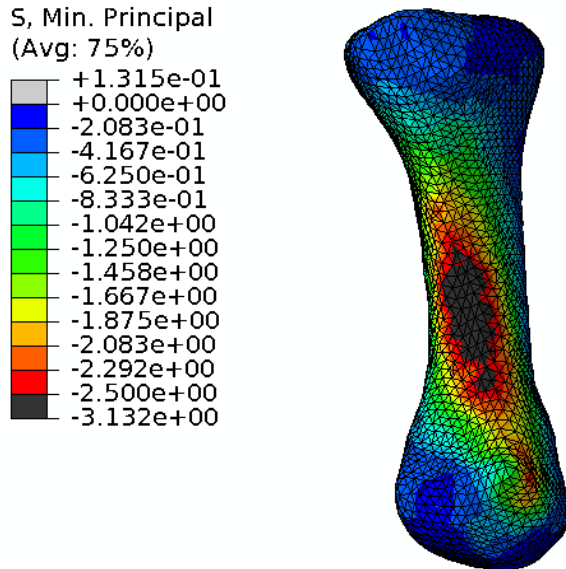 S, Min. Principal
(Avg: 75%)
+1.315e-01
+0.000e+00
-2.083e-01
-4.167e-01
-6.250e-01
-8.333e-01
-1.042e+00
-1.250e+00
-1.458e+00
-1.667e+00
-1.875e+00
-2.083e+00
-2.292e+00
-2.500e+00
-3.132e+00